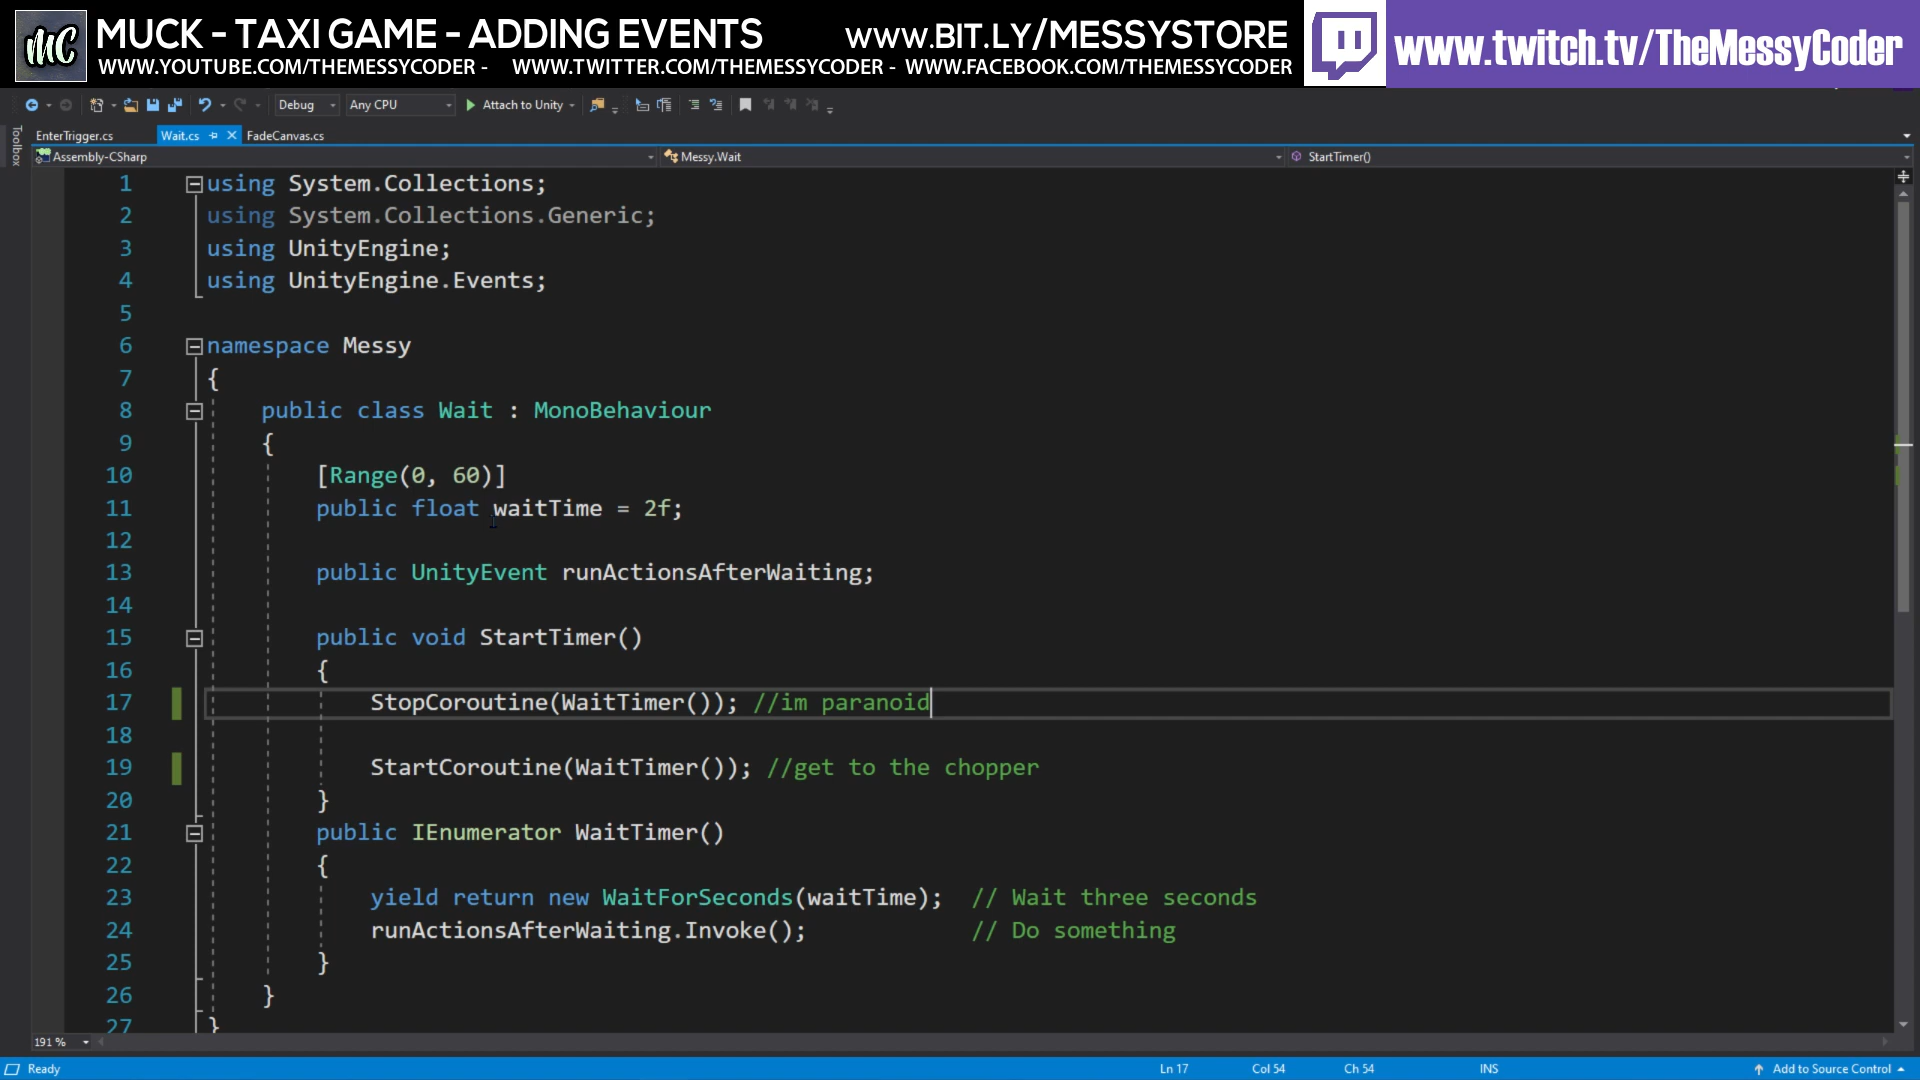 MC MUCK - TAXI GAME - ADDING EVENTS WWW.BIT.LY/MESSYSTORE www.twitch.tv/TheMessyCoder
WWW.YOUTUBE.COM/THEMESSYCODER - WWW.TWITTER.COM/THEMESSYCODER - WWW.FACEBOOK.COM/THEMESSYCODER
Debug Any CPU Attach to Unity
Toolbox
EnterTrigger.cs Wait.cs FadeCanvas.cs
Assembly-CSharp Messy.Wait StartTimer()
1 using System.Collections;
2 using System.Collections.Generic;
3 using UnityEngine;
4 using UnityEngine.Events;
5
6 namespace Messy
7 {
8 public class Wait : MonoBehaviour
9 {
10 [Range(0, 60)]
11 public float waitTime = 2f;
12
13 public UnityEvent runActionsAfterWaiting;
14
15 public void StartTimer()
16 {
17 StopCoroutine(WaitTimer()); //im paranoid
18
19 StartCoroutine(WaitTimer()); //get to the chopper
20 }
21 public IEnumerator WaitTimer()
22 {
23 yield return new WaitForSeconds(waitTime); // Wait three seconds
24 runActionsAfterWaiting.Invoke(); // Do something
25 }
26 }
27 }
191 %
Ready Ln 17 Col 54 Ch 54 INS Add to Source Control